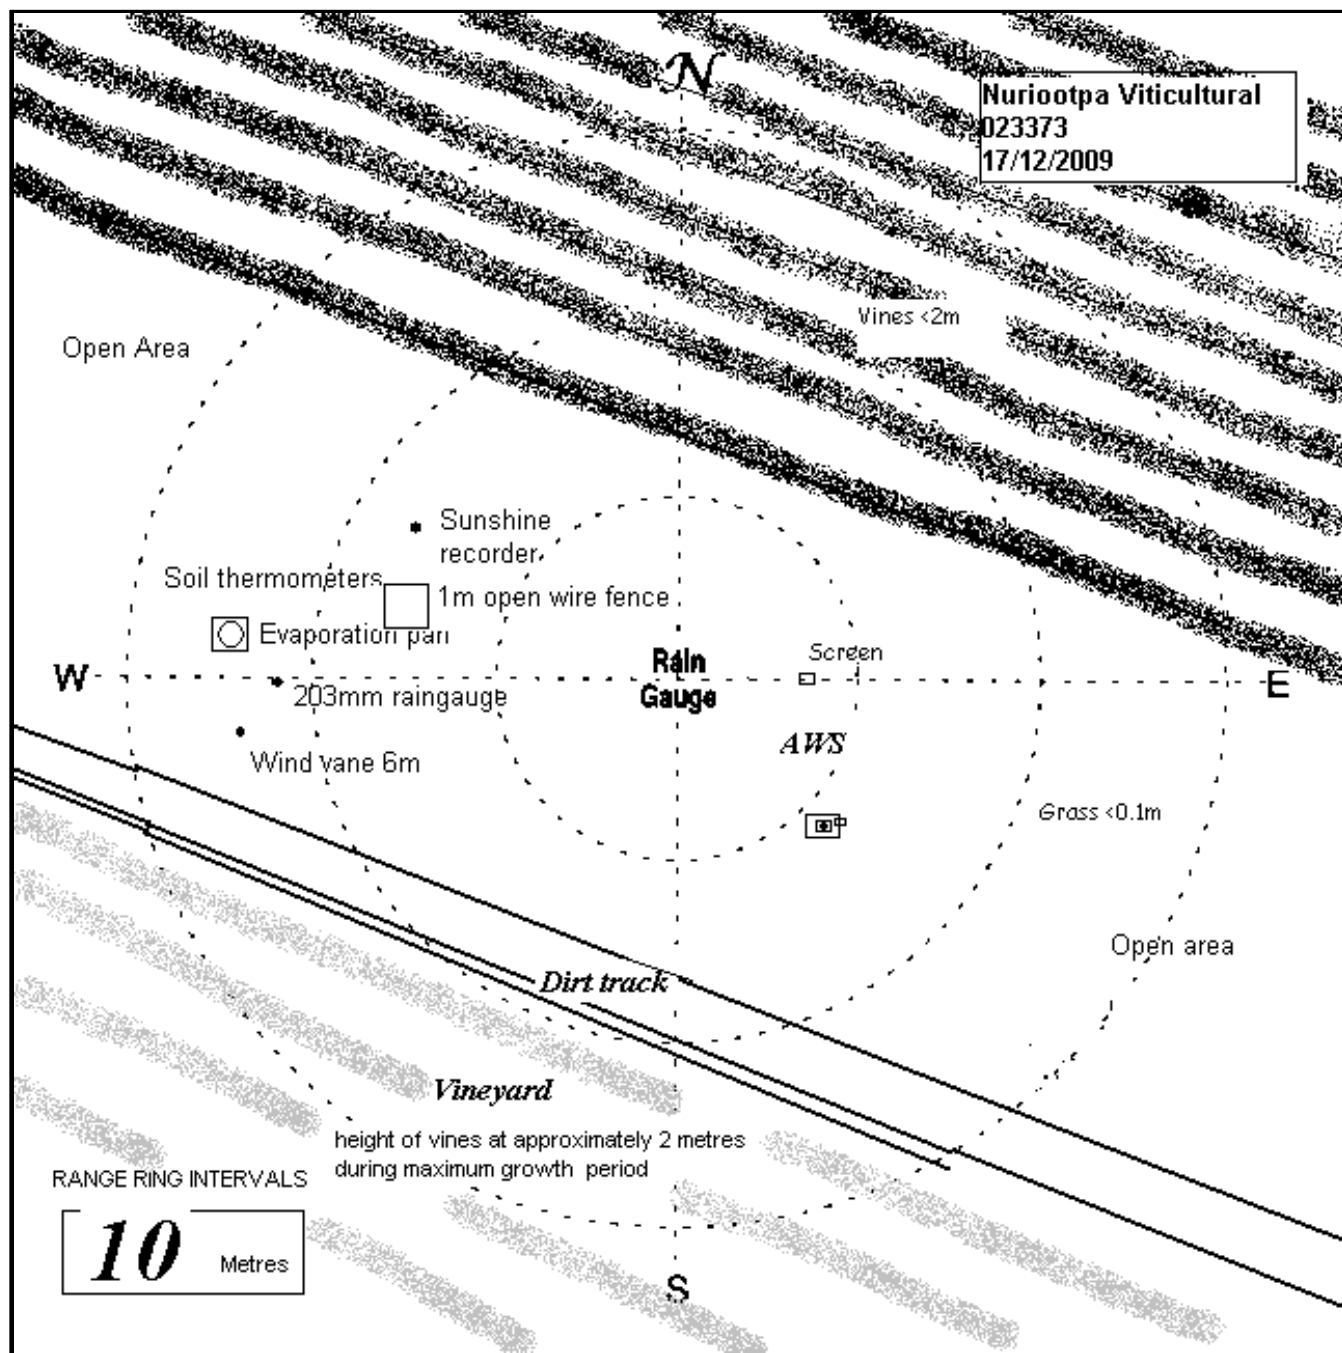 N
Nuriootpa Viticultural
023373
17/12/2009
Vines <2m
Open Area
Sunshine
recorder
Soil thermometers
1m open wire fence
Evaporation pan
Rain
Gauge
Screen
W
E
203mm raingauge
AWS
Wind vane 6m
Grass <0.1m
Open area
Dirt track
Vineyard
height of vines at approximately 2 metres
during maximum growth period
RANGE RING INTERVALS
10 Metres
S